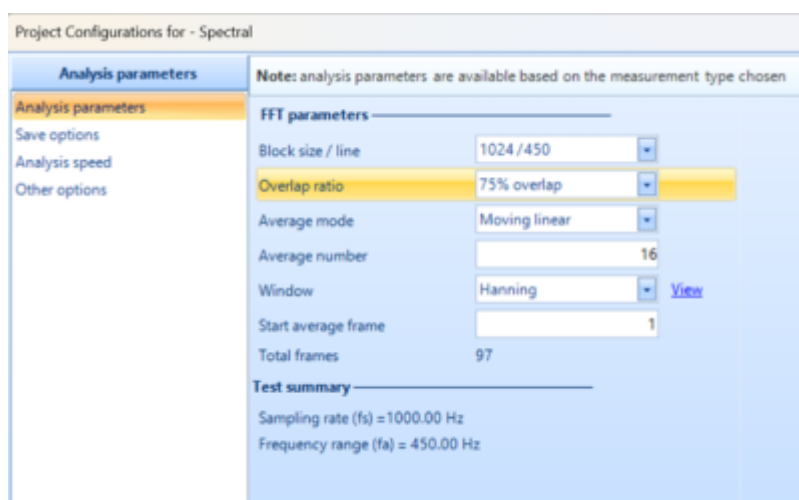 Project Configurations for - Spectral
Analysis parameters
Note: analysis parameters are available based on the measurement type chosen
Analysis parameters
Save options
Analysis speed
Other options
FFT parameters
Block size / line 1024 / 450
Overlap ratio 75% overlap
Average mode Moving linear
Average number 16
Window Hanning View
Start average frame 1
Total frames 97
Test summary
Sampling rate (fs) =1000.00 Hz
Frequency range (fa) = 450.00 Hz